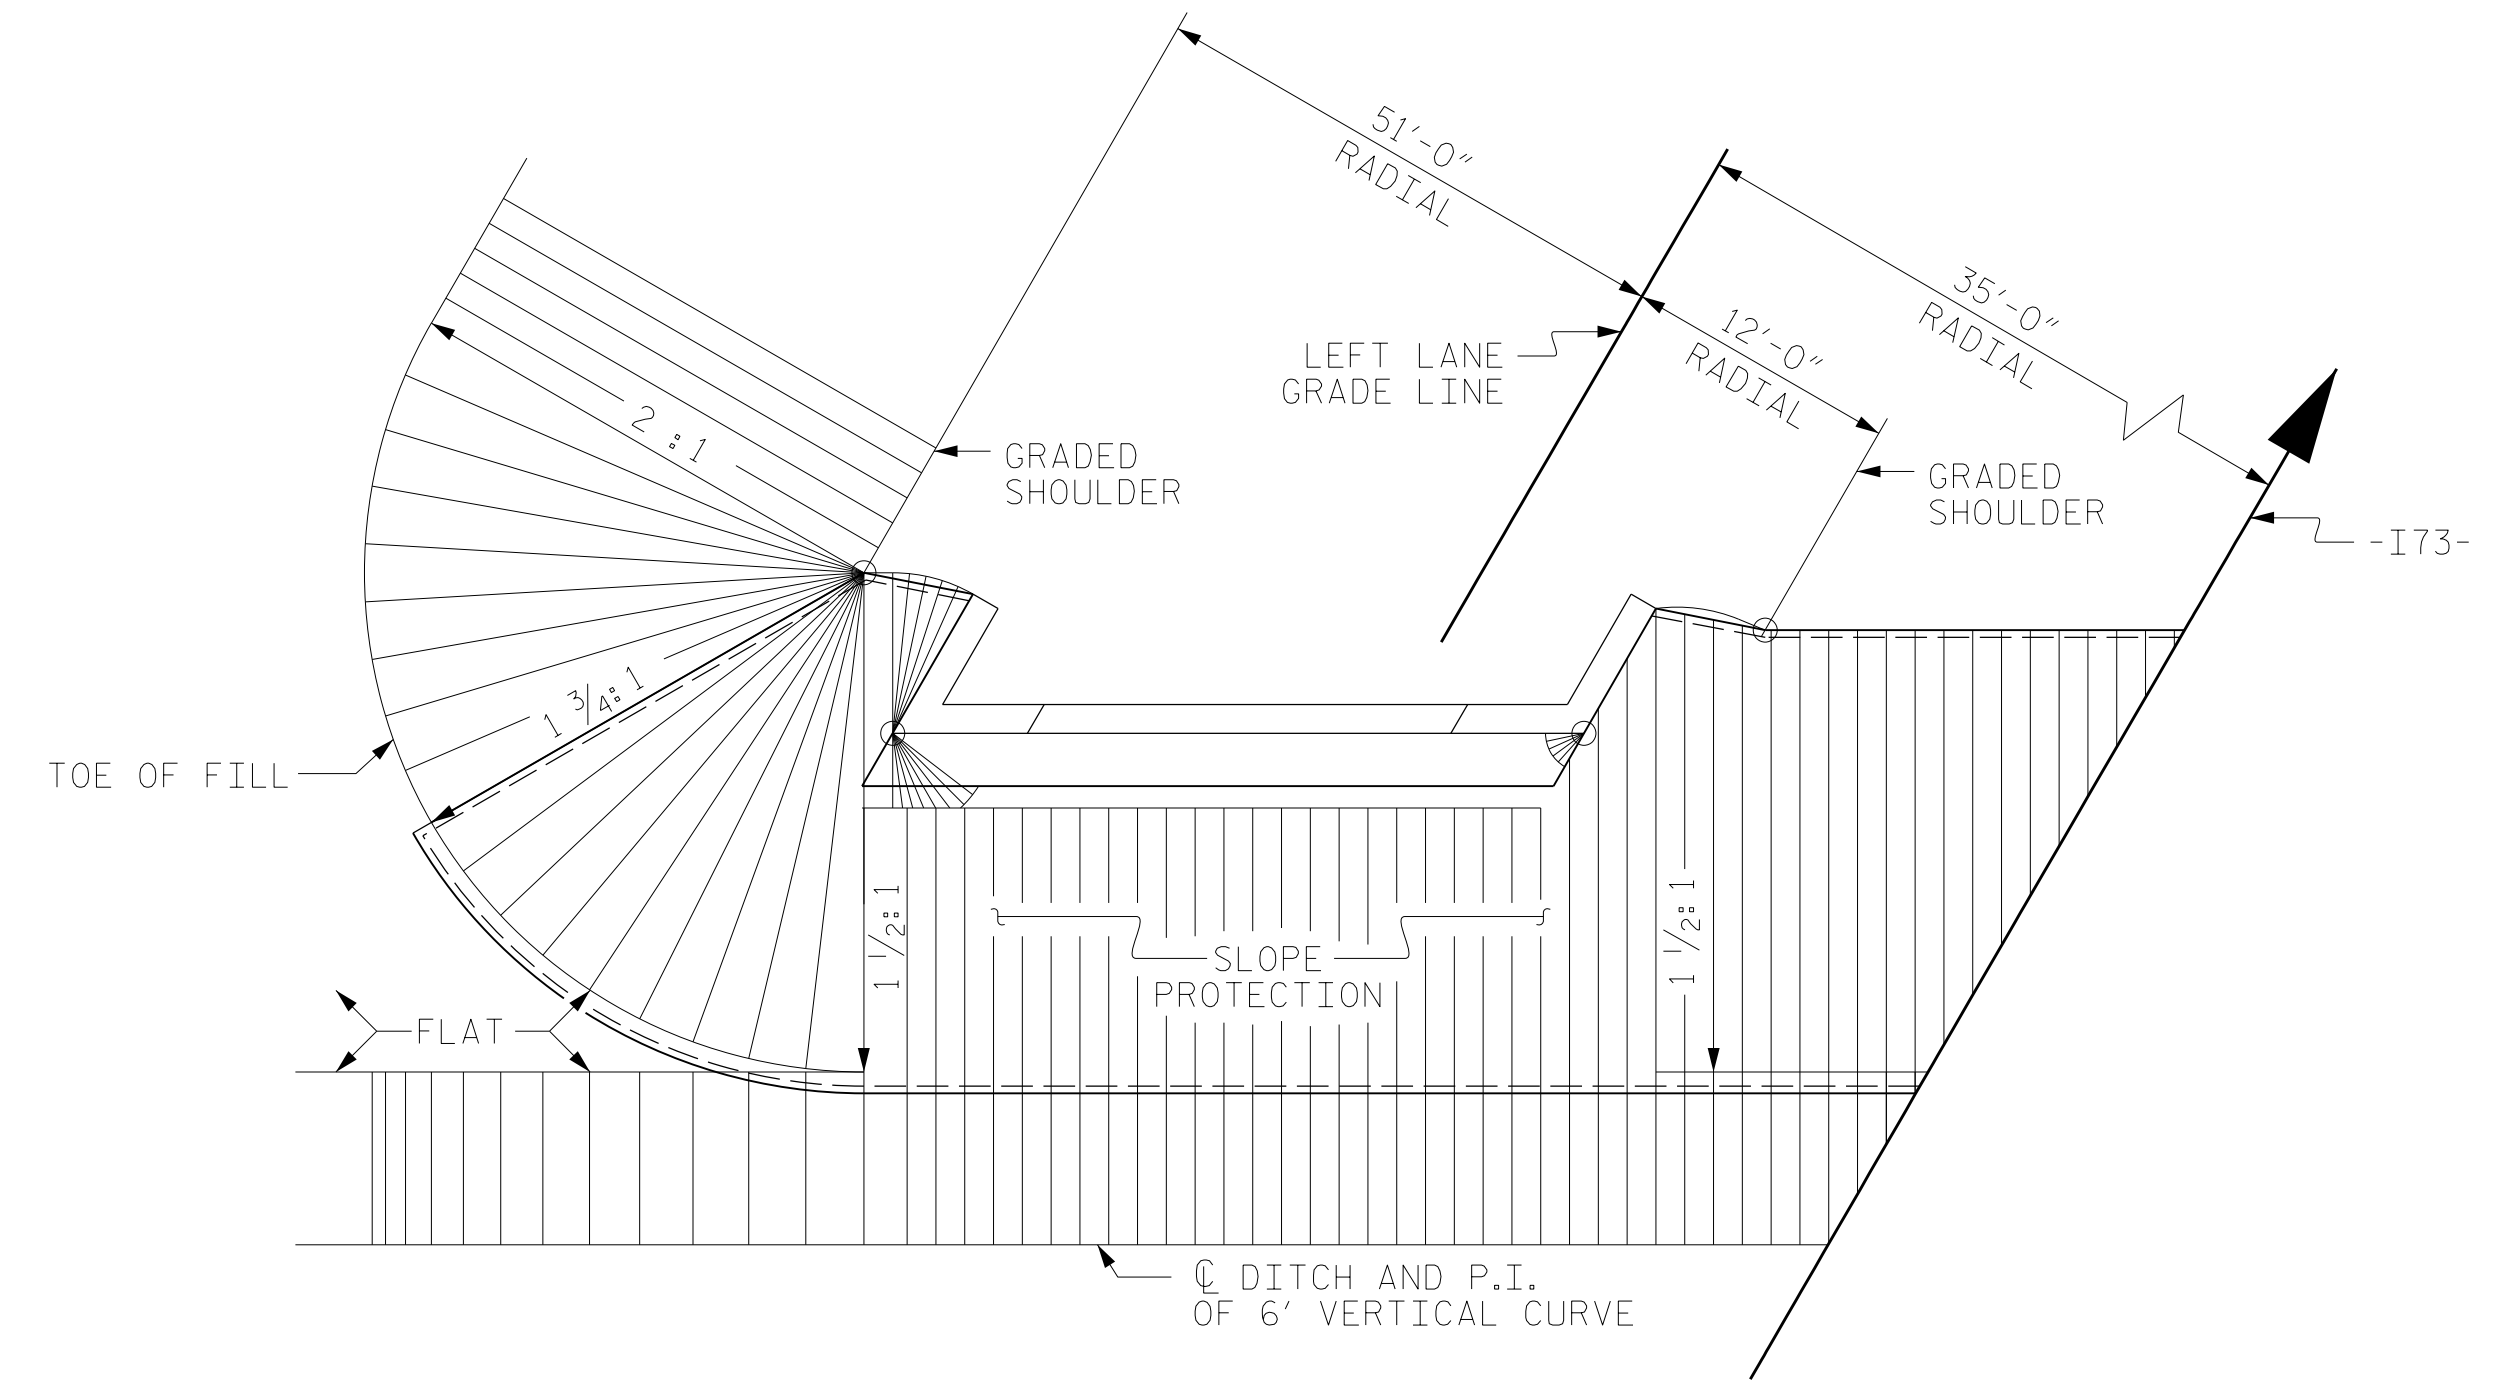 51'-0"
RADIAL
35'-0"
RADIAL
12'-0"
RADIAL
LEFT LANE
GRADE LINE
2 : 1
GRADED
SHOULDER
GRADED
SHOULDER
-I73-
1 3/4:1
TOE OF FILL
1 1/2:1
1 1/2:1
SLOPE
PROTECTION
FLAT
℄ DITCH AND P.I.
OF 6' VERTICAL CURVE